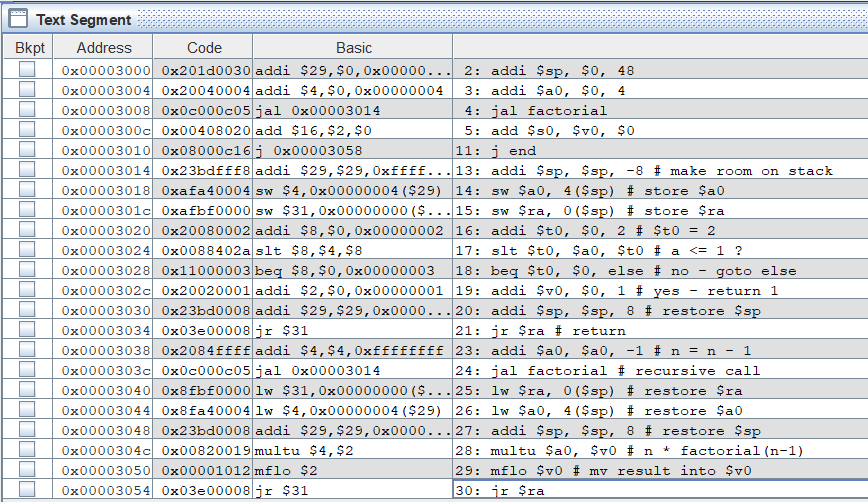 Text Segment
Bkpt Address Code Basic
0x00003000 0x201d0030 addi $29,$0,0x00000... 2: addi $sp, $0, 48
0x00003004 0x20040004 addi $4,$0,0x00000004 3: addi $a0, $0, 4
0x00003008 0x0c000c05 jal 0x00003014 4: jal factorial
0x0000300c 0x00408020 add $16,$2,$0 5: add $s0, $v0, $0
0x00003010 0x08000c16 j 0x00003058 11: j end
0x00003014 0x23bdfff8 addi $29,$29,0xffff... 13: addi $sp, $sp, -8 # make room on stack
0x00003018 0xafa40004 sw $4,0x00000004($29) 14: sw $a0, 4($sp) # store $a0
0x0000301c 0xafbf0000 sw $31,0x00000000($... 15: sw $ra, 0($sp) # store $ra
0x00003020 0x20080002 addi $8,$0,0x00000002 16: addi $t0, $0, 2 # $t0 = 2
0x00003024 0x0088402a slt $8,$4,$8 17: slt $t0, $a0, $t0 # a <= 1 ?
0x00003028 0x11000003 beq $8,$0,0x00000003 18: beq $t0, $0, else # no - goto else
0x0000302c 0x20020001 addi $2,$0,0x00000001 19: addi $v0, $0, 1 # yes - return 1
0x00003030 0x23bd0008 addi $29,$29,0x0000... 20: addi $sp, $sp, 8 # restore $sp
0x00003034 0x03e00008 jr $31 21: jr $ra # return
0x00003038 0x2084ffff addi $4,$4,0xffffffff 23: addi $a0, $a0, -1 # n = n - 1
0x0000303c 0x0c000c05 jal 0x00003014 24: jal factorial # recursive call
0x00003040 0x8fbf0000 lw $31,0x00000000($... 25: lw $ra, 0($sp) # restore $ra
0x00003044 0x8fa40004 lw $4,0x00000004($29) 26: lw $a0, 4($sp) # restore $a0
0x00003048 0x23bd0008 addi $29,$29,0x0000... 27: addi $sp, $sp, 8 # restore $sp
0x0000304c 0x00820019 multu $4,$2 28: multu $a0, $v0 # n * factorial(n-1)
0x00003050 0x00001012 mflo $2 29: mflo $v0 # mv result into $v0
0x00003054 0x03e00008 jr $31 30: jr $ra